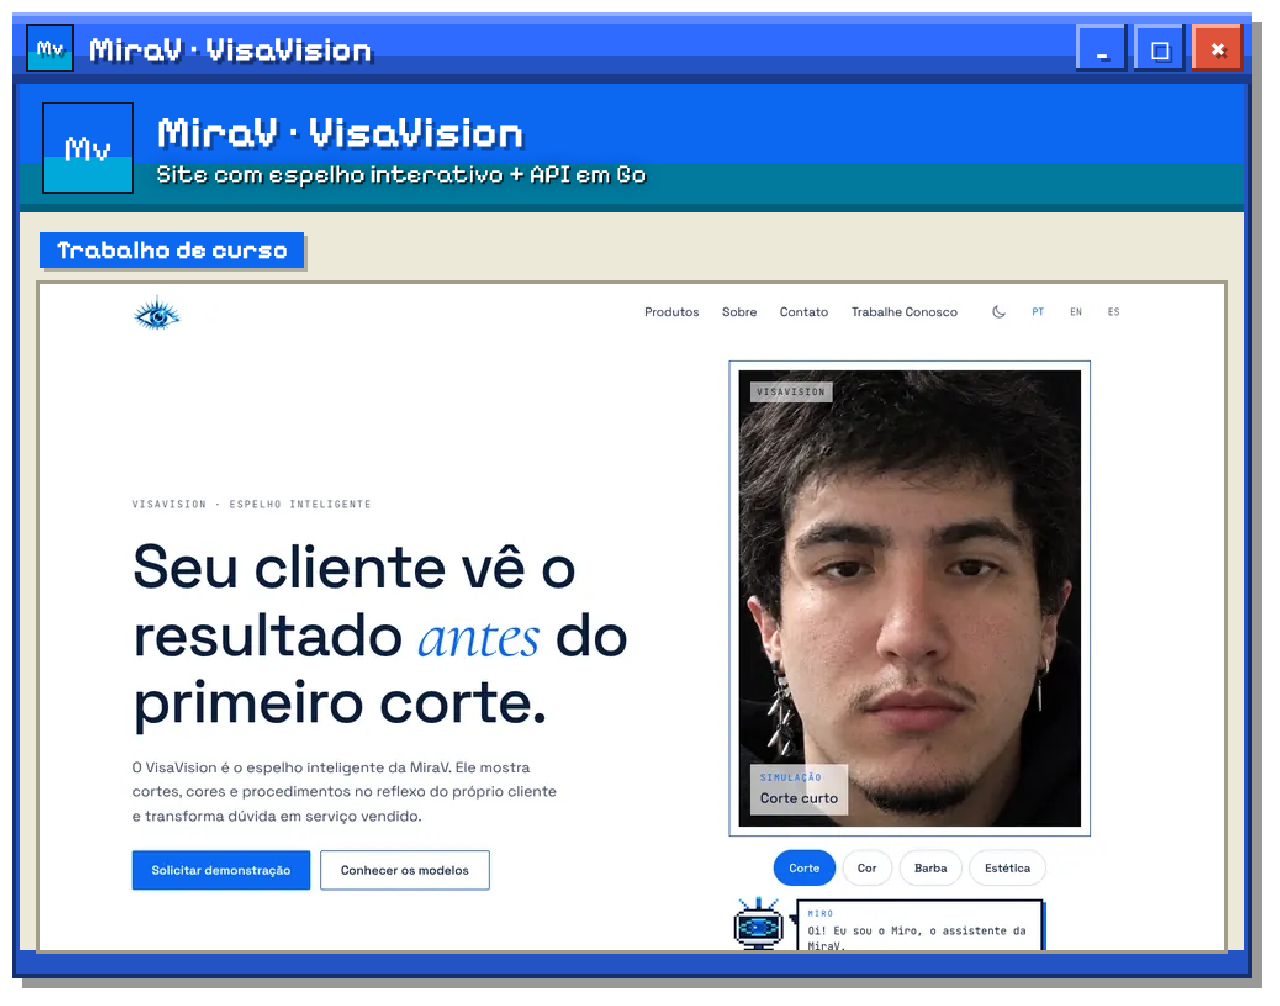 Mv
MiraV · VisaVision
Mv
MiraV · VisaVision
Site com espelho interativo + API em Go
Trabalho de curso
Produtos Sobre Contato Trabalhe Conosco PT EN ES
VISAVISION
VISAVISION - ESPELHO INTELIGENTE
Seu cliente vê o
resultado antes do
primeiro corte.
O VisaVision é o espelho inteligente da MiraV. Ele mostra
cortes, cores e procedimentos no reflexo do próprio cliente
e transforma dúvida em serviço vendido.
Solicitar demonstração Conhecer os modelos
SIMULAÇÃO
Corte curto
Corte Cor Barba Estética
MIRO
Oi! Eu sou o Miro, o assistente da
MiraV.